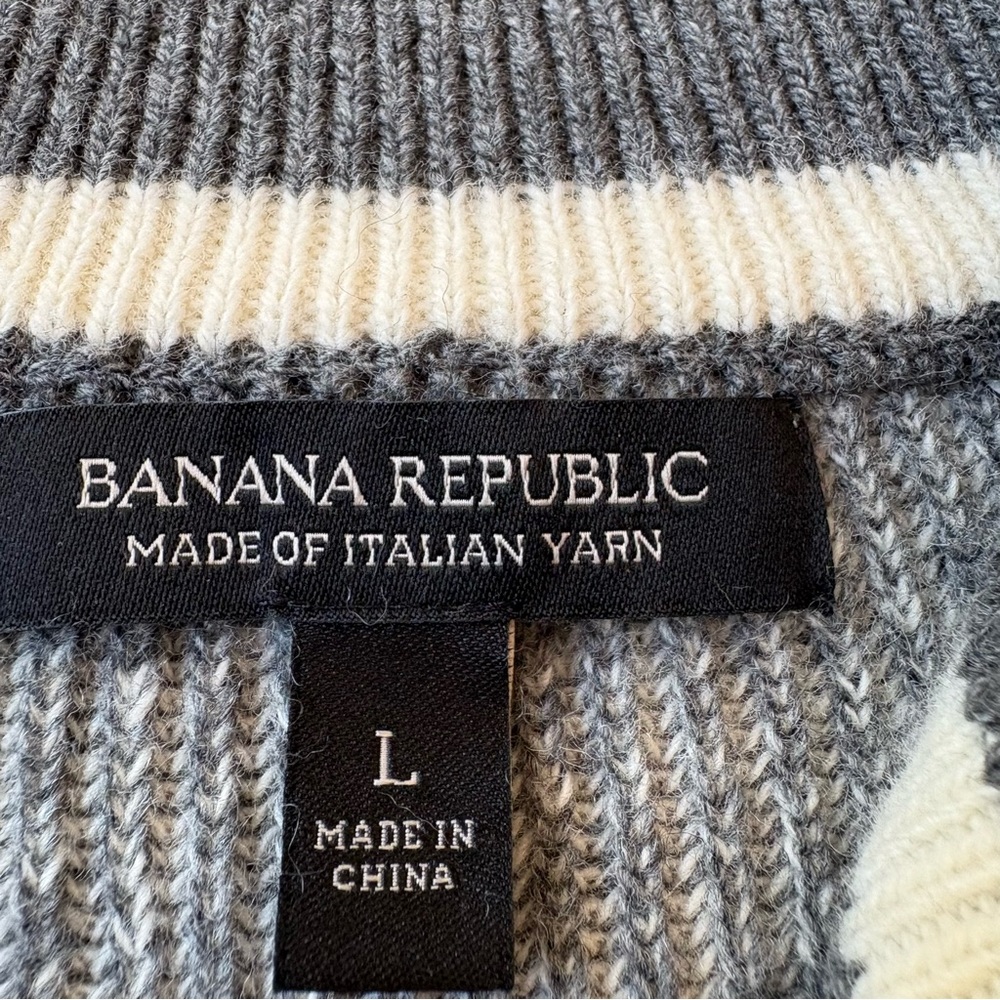 BANANA REPUBLIC
MADE OF ITALIAN YARN
L
MADE IN
CHINA